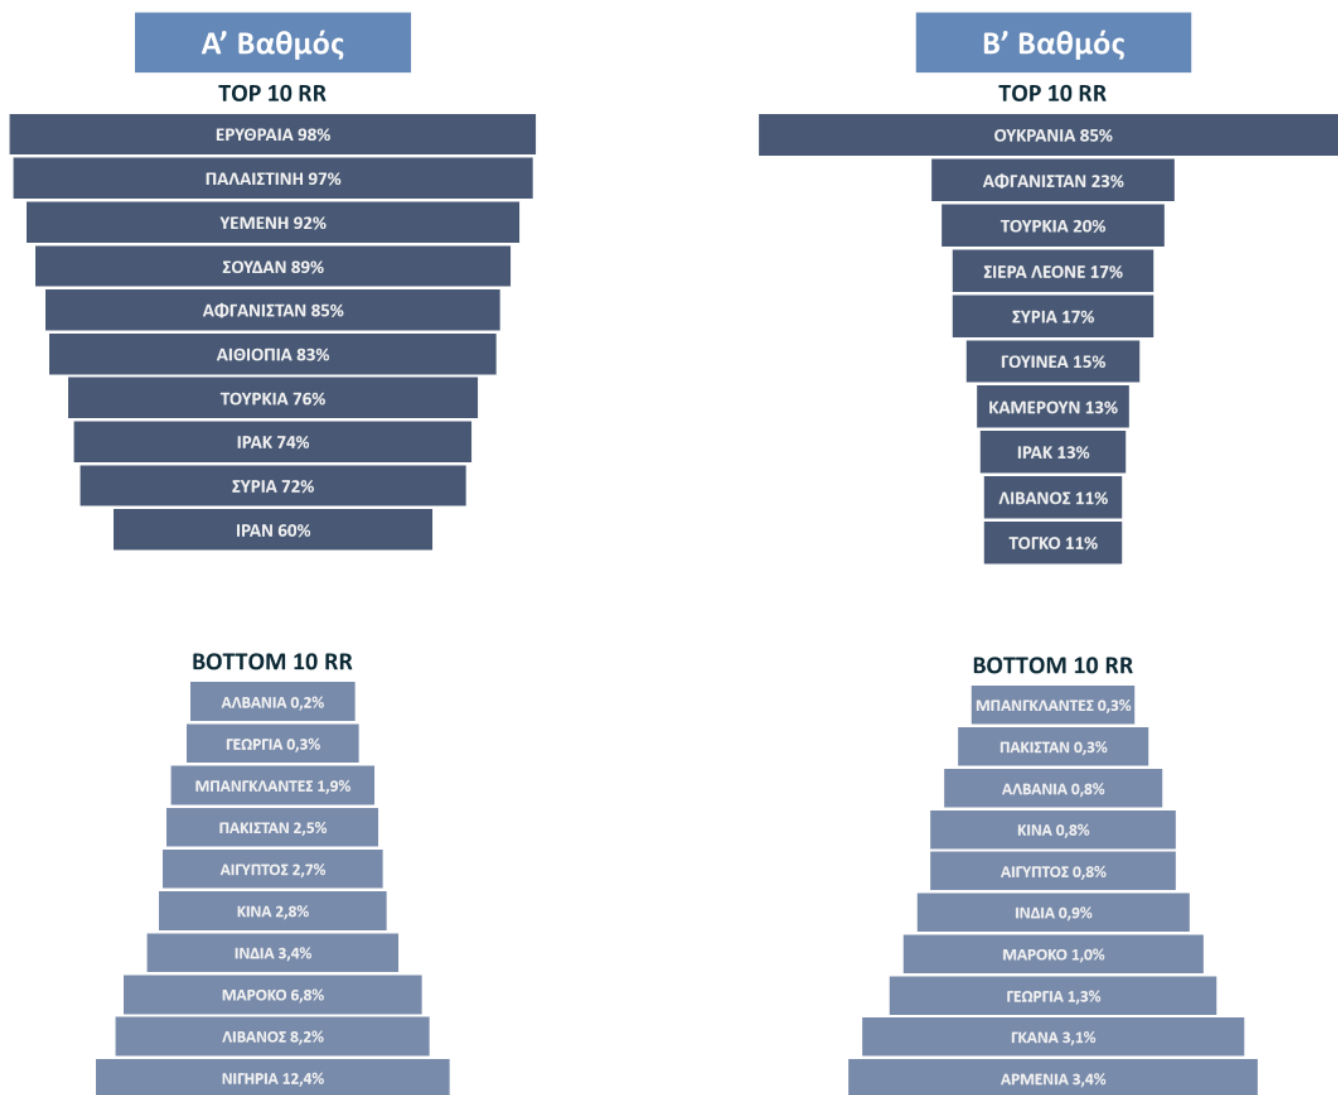 Α’ Βαθμός
TOP 10 RR
ΕΡΥΘΡΑΙΑ 98%
ΠΑΛΑΙΣΤΙΝΗ 97%
ΥΕΜΕΝΗ 92%
ΣΟΥΔΑΝ 89%
ΑΦΓΑΝΙΣΤΑΝ 85%
ΑΙΘΙΟΠΙΑ 83%
ΤΟΥΡΚΙΑ 76%
ΙΡΑΚ 74%
ΣΥΡΙΑ 72%
ΙΡΑΝ 60%
BOTTOM 10 RR
ΑΛΒΑΝΙΑ 0,2%
ΓΕΩΡΓΙΑ 0,3%
ΜΠΑΝΓΚΛΑΝΤΕΣ 1,9%
ΠΑΚΙΣΤΑΝ 2,5%
ΑΙΓΥΠΤΟΣ 2,7%
ΚΙΝΑ 2,8%
ΙΝΔΙΑ 3,4%
ΜΑΡΟΚΟ 6,8%
ΛΙΒΑΝΟΣ 8,2%
ΝΙΓΗΡΙΑ 12,4%
Β’ Βαθμός
TOP 10 RR
ΟΥΚΡΑΝΙΑ 85%
ΑΦΓΑΝΙΣΤΑΝ 23%
ΤΟΥΡΚΙΑ 20%
ΣΙΕΡΑ ΛΕΟΝΕ 17%
ΣΥΡΙΑ 17%
ΓΟΥΙΝΕΑ 15%
ΚΑΜΕΡΟΥΝ 13%
ΙΡΑΚ 13%
ΛΙΒΑΝΟΣ 11%
ΤΟΓΚΟ 11%
BOTTOM 10 RR
ΜΠΑΝΓΚΛΑΝΤΕΣ 0,3%
ΠΑΚΙΣΤΑΝ 0,3%
ΑΛΒΑΝΙΑ 0,8%
ΚΙΝΑ 0,8%
ΑΙΓΥΠΤΟΣ 0,8%
ΙΝΔΙΑ 0,9%
ΜΑΡΟΚΟ 1,0%
ΓΕΩΡΓΙΑ 1,3%
ΓΚΑΝΑ 3,1%
ΑΡΜΕΝΙΑ 3,4%